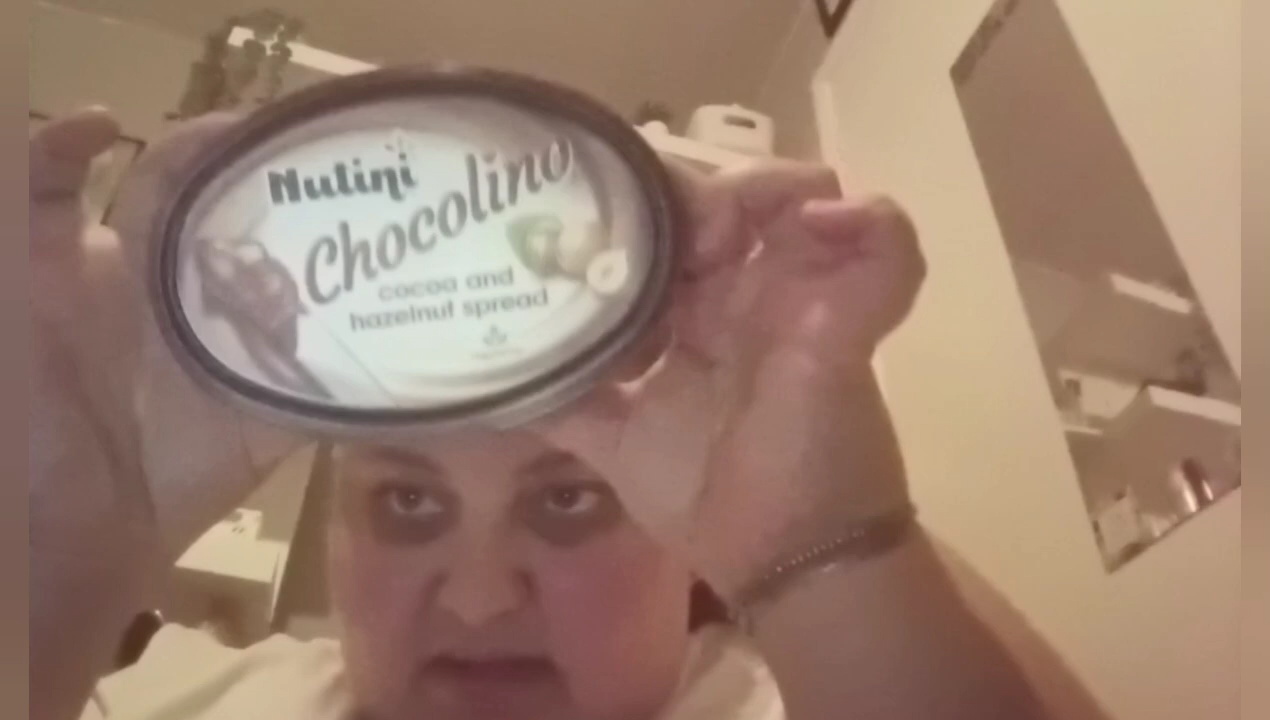 Nutini
Chocolino
cocoa and
hazelnut spread